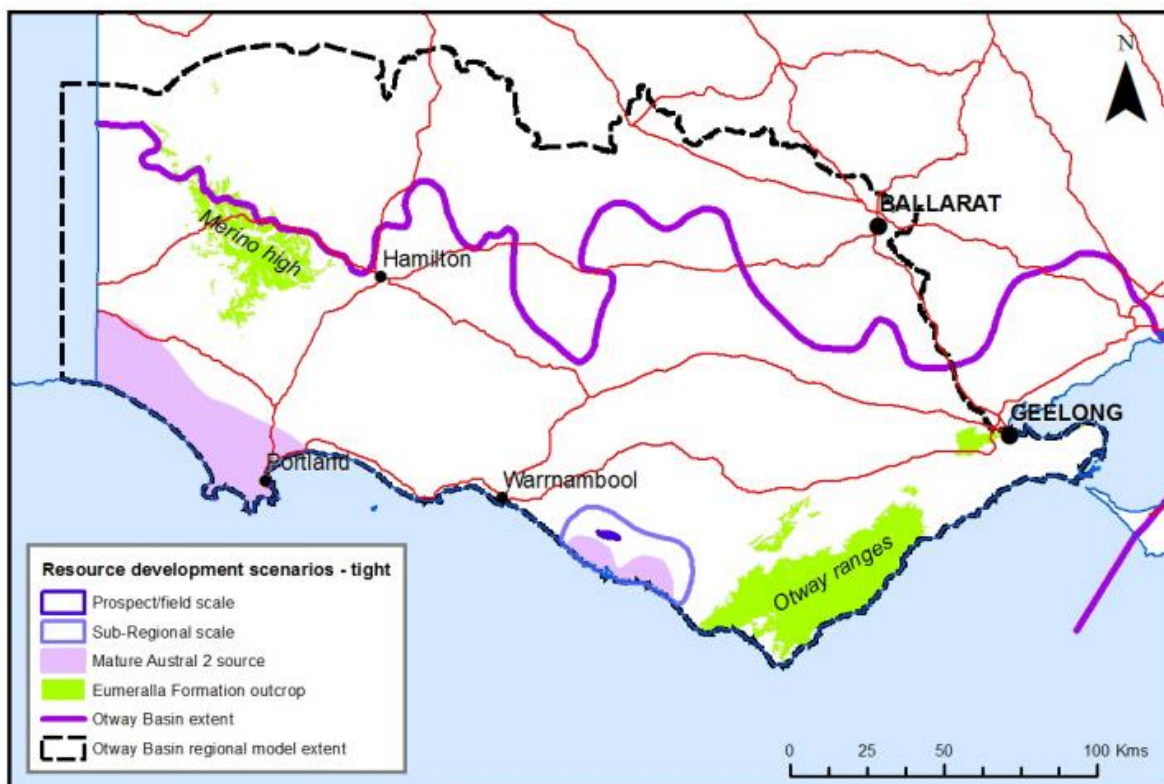 N
BALLARAT
Merino high
Hamilton
GEELONG
Portland
Warrnambool
Otway ranges
Resource development scenarios - tight
Prospect/field scale
Sub-Regional scale
Mature Austral 2 source
Eumeralla Formation outcrop
Otway Basin extent
Otway Basin regional model extent
0 25 50 100 Kms